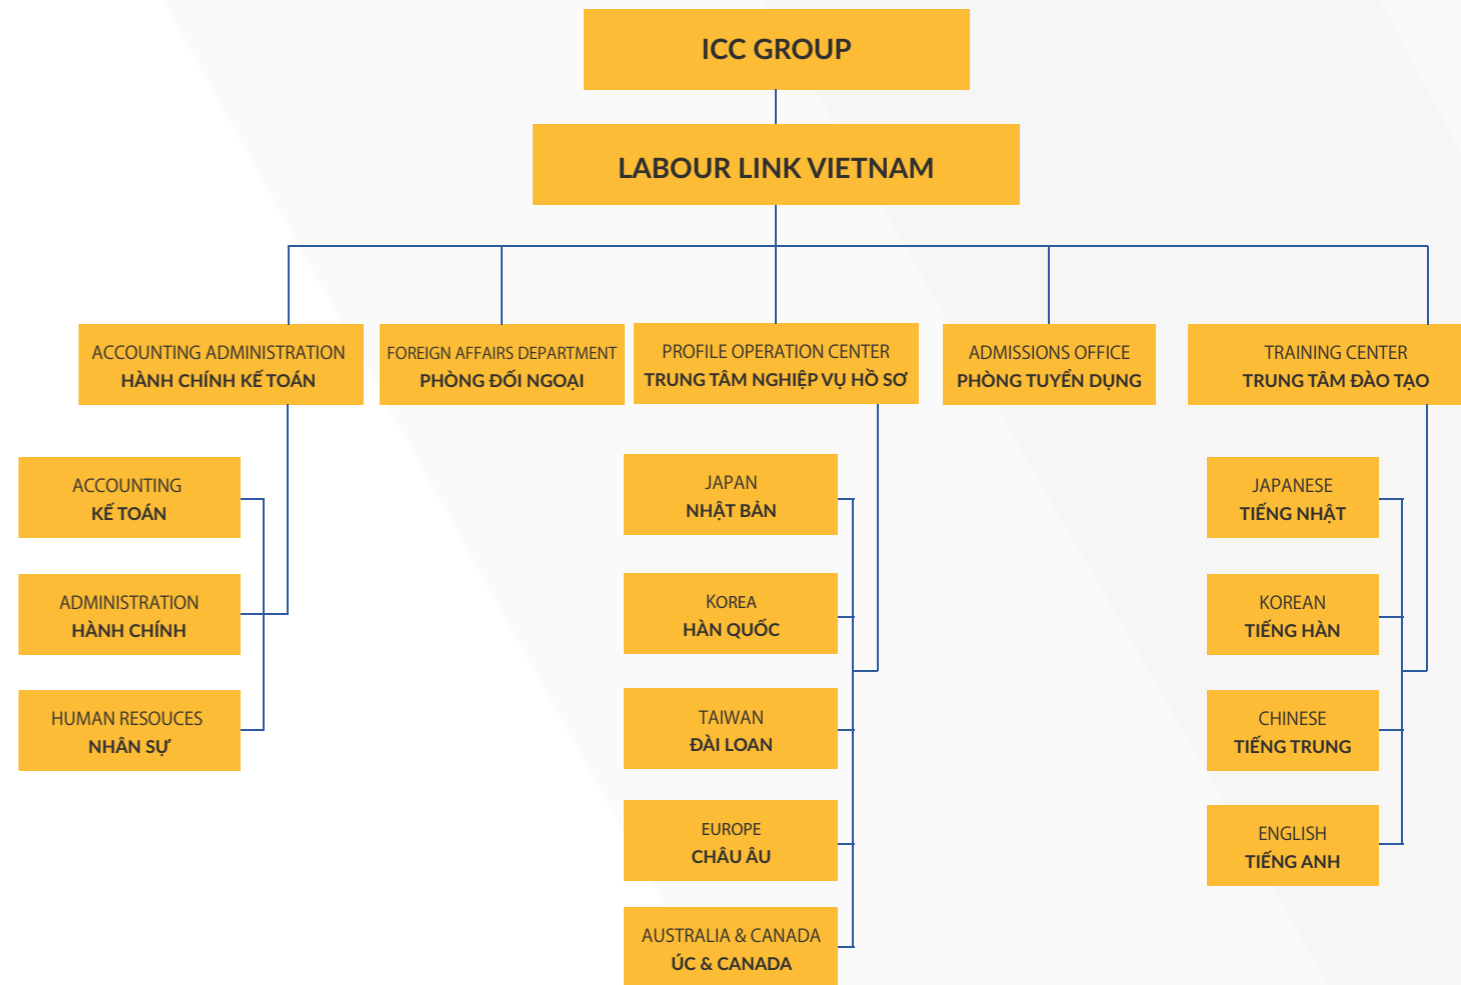 ICC GROUP
LABOUR LINK VIETNAM
ACCOUNTING ADMINISTRATION
HÀNH CHÍNH KẾ TOÁN
FOREIGN AFFAIRS DEPARTMENT
PHÒNG ĐỐI NGOẠI
PROFILE OPERATION CENTER
TRUNG TÂM NGHIỆP VỤ HỒ SƠ
ADMISSIONS OFFICE
PHÒNG TUYỂN DỤNG
TRAINING CENTER
TRUNG TÂM ĐÀO TẠO
ACCOUNTING
KẾ TOÁN
ADMINISTRATION
HÀNH CHÍNH
HUMAN RESOUCES
NHÂN SỰ
JAPAN
NHẬT BẢN
KOREA
HÀN QUỐC
TAIWAN
ĐÀI LOAN
EUROPE
CHÂU ÂU
AUSTRALIA & CANADA
ÚC & CANADA
JAPANESE
TIẾNG NHẬT
KOREAN
TIẾNG HÀN
CHINESE
TIẾNG TRUNG
ENGLISH
TIẾNG ANH